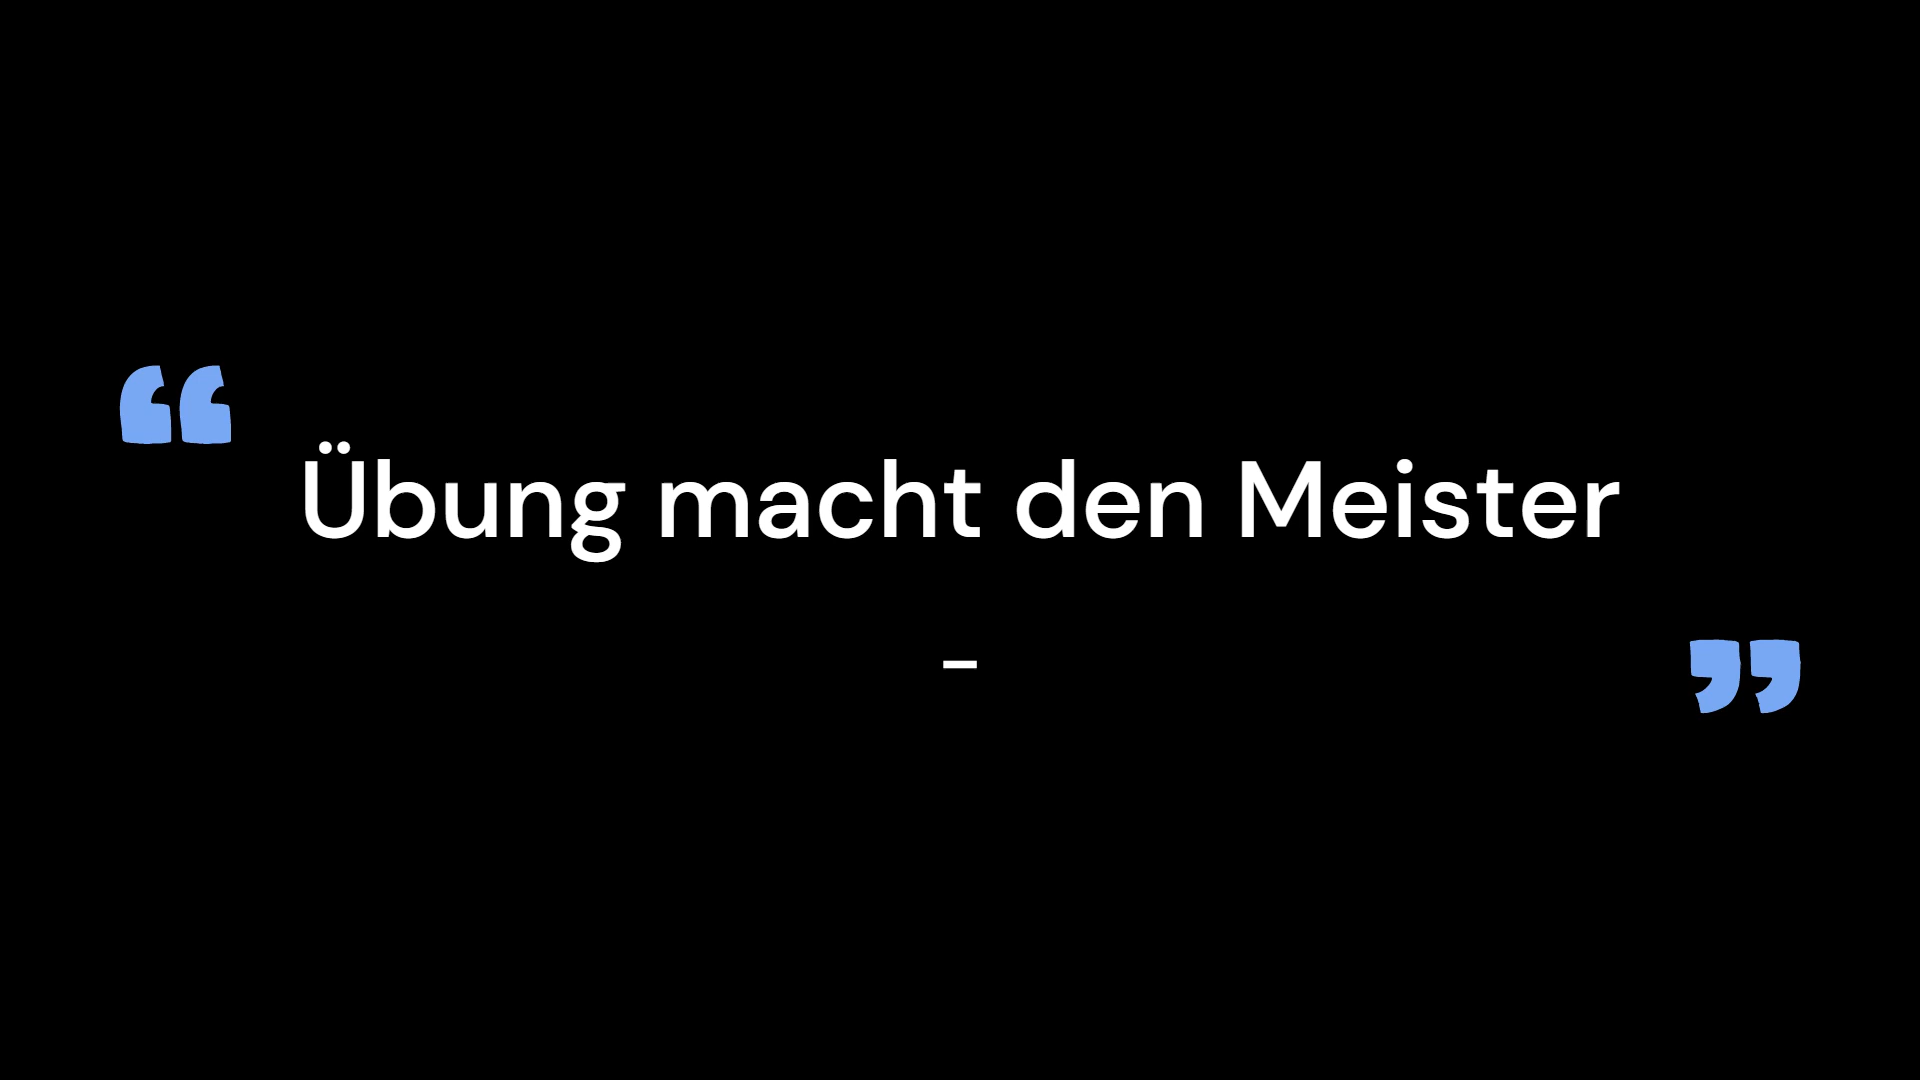 “
Übung macht den Meister
-
”